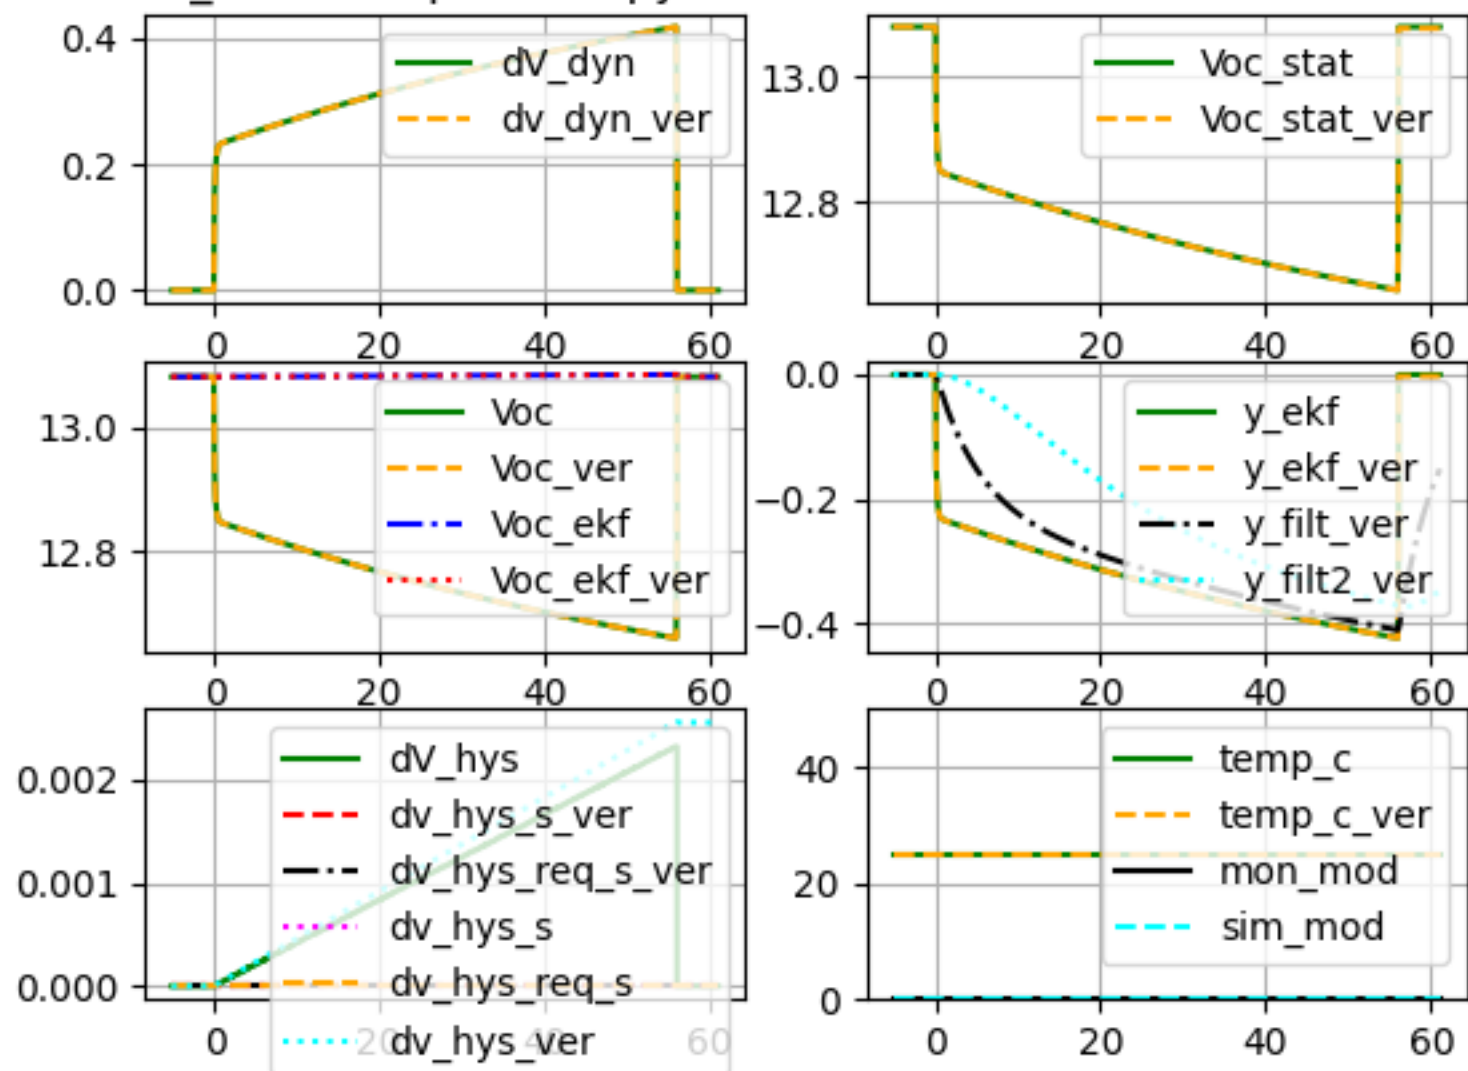 0.4
0.2
0.0
dV_dyn
dv_dyn_ver
0 20 40 60
13.0
12.8
Voc_stat
Voc_stat_ver
0 20 40 60
13.0
12.8
Voc
Voc_ver
Voc_ekf
Voc_ekf_ver
0 20 40 60
0.0
−0.2
−0.4
y_ekf
y_ekf_ver
y_filt_ver
y_filt2_ver
0 20 40 60
0.002
0.001
0.000
dV_hys
dv_hys_s_ver
dv_hys_req_s_ver
dv_hys_s
dv_hys_req_s
dv_hys_ver
0 20 40 60
40
20
0
temp_c
temp_c_ver
mon_mod
sim_mod
0 20 40 60